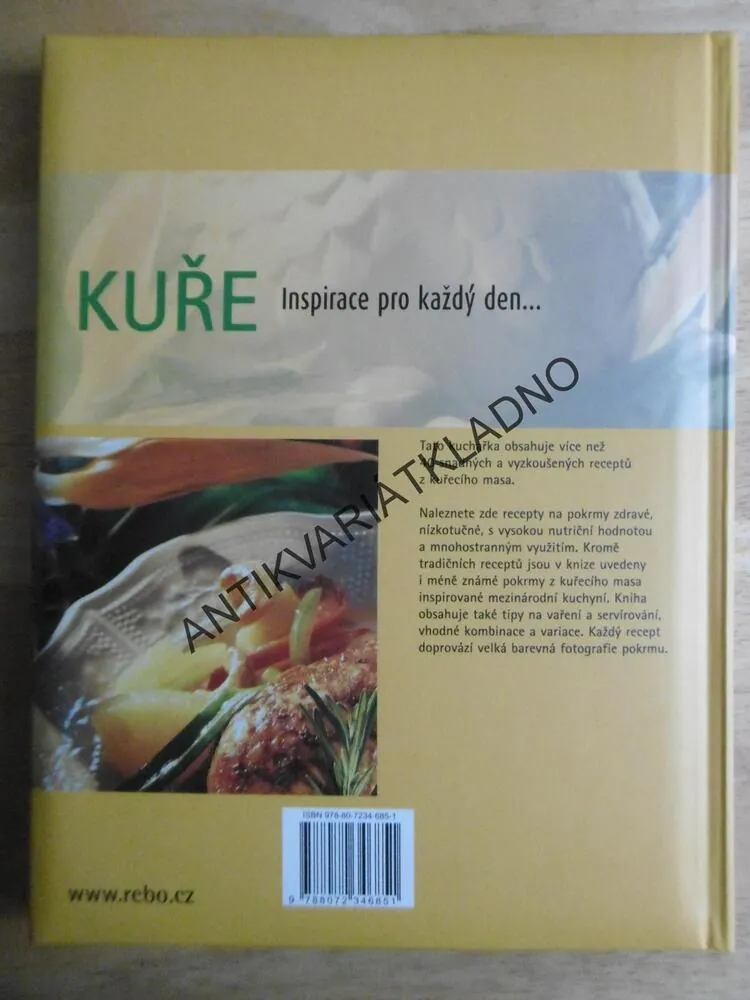 KUŘE Inspirace pro každý den...
Tato kuchařka obsahuje více než
40 snadných a vyzkoušených receptů
z kuřecího masa.
Naleznete zde recepty na pokrmy zdravé,
nízkotučné, s vysokou nutriční hodnotou
a mnohostranným využitím. Kromě
tradičních receptů jsou v knize uvedeny
i méně známé pokrmy z kuřecího masa
inspirované mezinárodní kuchyní. Kniha
obsahuje také tipy na vaření a servírování,
vhodné kombinace a variace. Každý recept
doprovází velká barevná fotografie pokrmu.
ANTIKVARIÁTKLADNO
ISBN 978-80-7234-685-1
9 788072 346851
www.rebo.cz